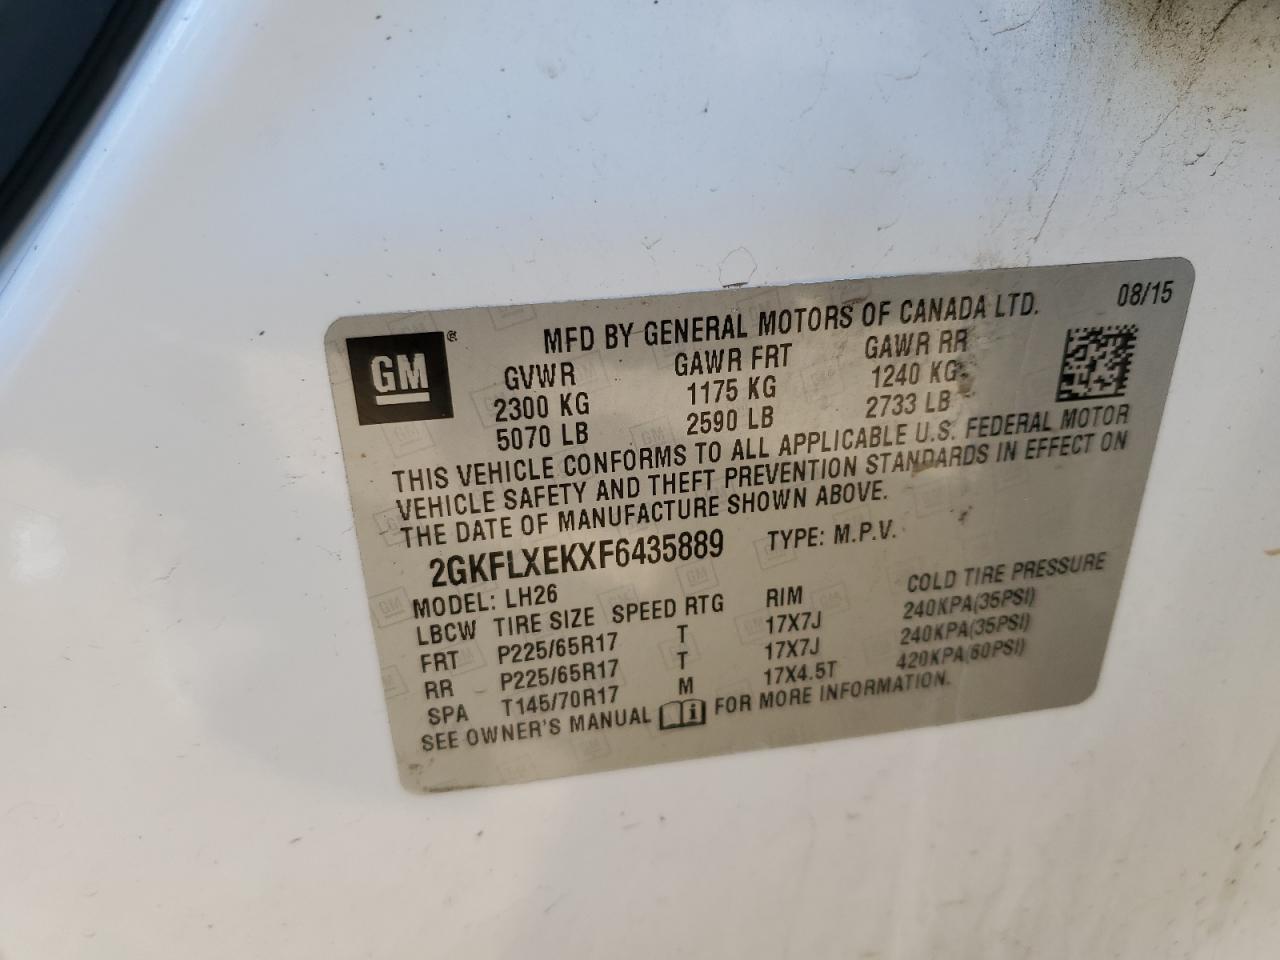 GM®
MFD BY GENERAL MOTORS OF CANADA LTD. 08/15
GVWR GAWR FRT GAWR RR
2300 KG 1175 KG 1240 KG
5070 LB 2590 LB 2733 LB
THIS VEHICLE CONFORMS TO ALL APPLICABLE U.S. FEDERAL MOTOR
VEHICLE SAFETY AND THEFT PREVENTION STANDARDS IN EFFECT ON
THE DATE OF MANUFACTURE SHOWN ABOVE.
2GKFLXEKXF6435889 TYPE: M.P.V.
MODEL: LH26
LBCW TIRE SIZE SPEED RTG RIM COLD TIRE PRESSURE
FRT P225/65R17 T 17X7J 240KPA(35PSI)
RR P225/65R17 T 17X7J 240KPA(35PSI)
SPA T145/70R17 M 17X4.5T 420KPA(60PSI)
SEE OWNER'S MANUAL FOR MORE INFORMATION.